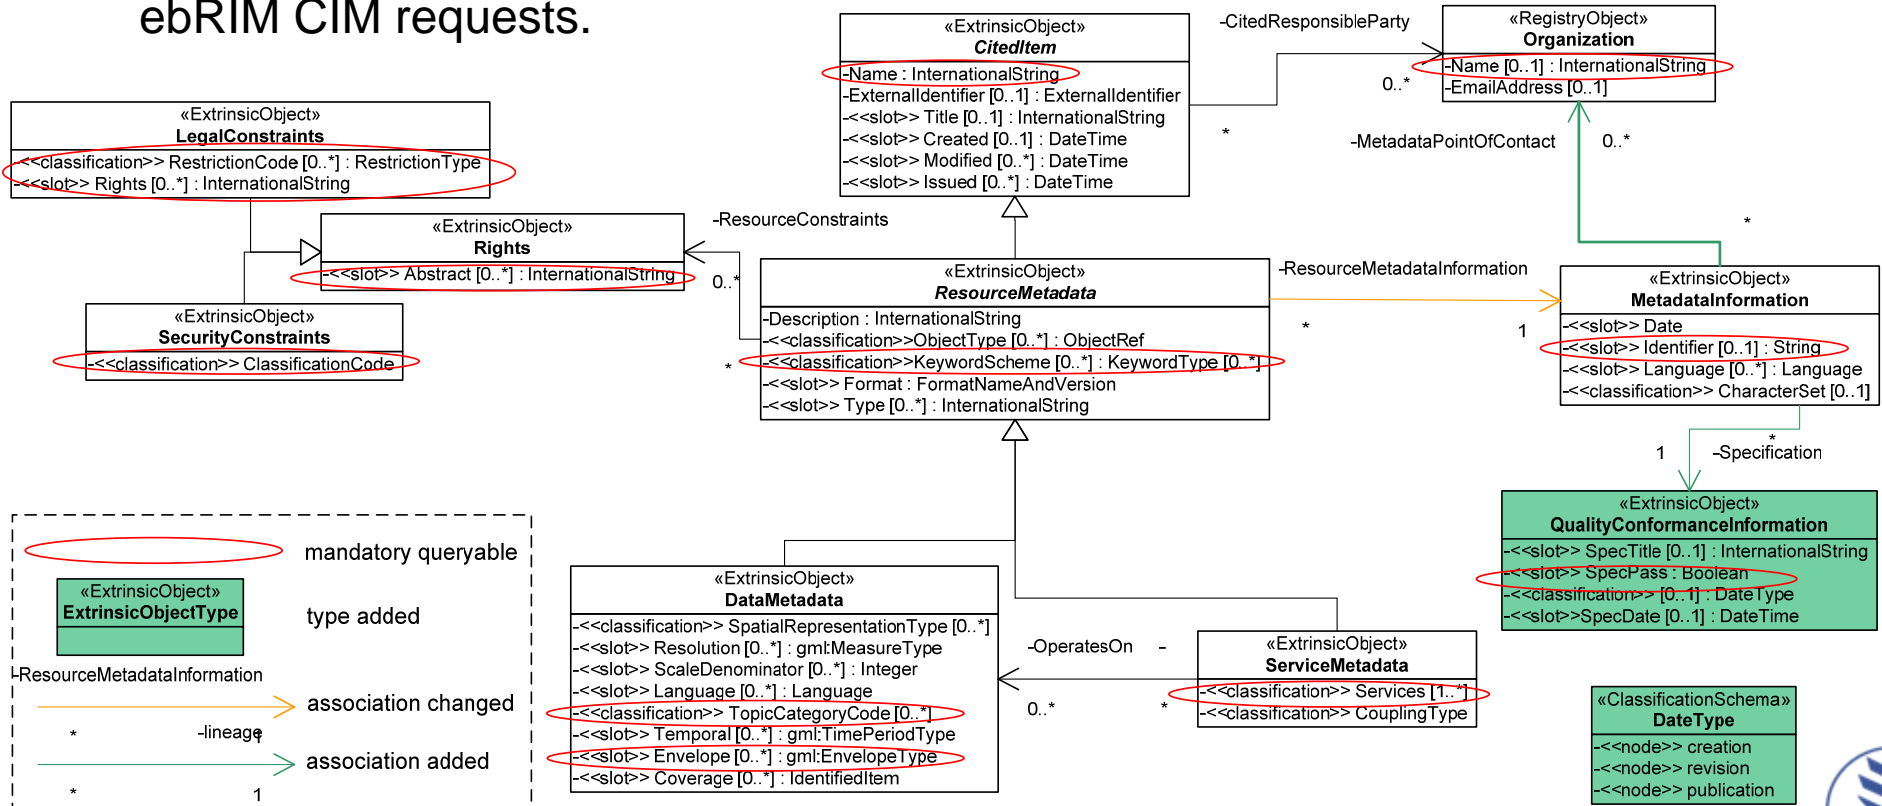 ebRIM CIM requests.
«ExtrinsicObject»
CitedItem
-Name : InternationalString
-ExternalIdentifier [0..1] : ExternalIdentifier
-<<slot>> Title [0..1] : InternationalString
-<<slot>> Created [0..1] : DateTime
-<<slot>> Modified [0..*] : DateTime
-<<slot>> Issued [0..*] : DateTime
-CitedResponsibleParty
0..*
*
«RegistryObject»
Organization
-Name [0..1] : InternationalString
-EmailAddress [0..1]
-MetadataPointOfContact
0..*
*
«ExtrinsicObject»
LegalConstraints
-<<classification>> RestrictionCode [0..*] : RestrictionType
-<<slot>> Rights [0..*] : InternationalString
«ExtrinsicObject»
Rights
-<<slot>> Abstract [0..*] : InternationalString
-ResourceConstraints
0..*
*
«ExtrinsicObject»
SecurityConstraints
-<<classification>> ClassificationCode
«ExtrinsicObject»
ResourceMetadata
-Description : InternationalString
-<<classification>>ObjectType [0..*] : ObjectRef
-<<classification>>KeywordScheme [0..*] : KeywordType [0..*]
-<<slot>> Format : FormatNameAndVersion
-<<slot>> Type [0..*] : InternationalString
-ResourceMetadataInformation
*
1
«ExtrinsicObject»
MetadataInformation
-<<slot>> Date
-<<slot>> Identifier [0..1] : String
-<<slot>> Language [0..*] : Language
-<<classification>> CharacterSet [0..1]
*
1
-Specification
«ExtrinsicObject»
QualityConformanceInformation
-<<slot>> SpecTitle [0..1] : InternationalString
-<<slot>> SpecPass : Boolean
-<<classification>> [0..1] : DateType
-<<slot>>SpecDate [0..1] : DateTime
mandatory queryable
«ExtrinsicObject»
ExtrinsicObjectType
type added
-ResourceMetadataInformation
association changed
*
-lineage
1
association added
*
1
«ExtrinsicObject»
DataMetadata
-<<classification>> SpatialRepresentationType [0..*]
-<<slot>> Resolution [0..*] : gml:MeasureType
-<<slot>> ScaleDenominator [0..*] : Integer
-<<slot>> Language [0..*] : Language
-<<classification>> TopicCategoryCode [0..*]
-<<slot>> Temporal [0..*] : gml:TimePeriodType
-<<slot>> Envelope [0..*] : gml:EnvelopeType
-<<slot>> Coverage [0..*] : IdentifiedItem
-OperatesOn
-
0..*
*
«ExtrinsicObject»
ServiceMetadata
-<<classification>> Services [1..*]
-<<classification>> CouplingType
«ClassificationSchema»
DateType
-<<node>> creation
-<<node>> revision
-<<node>> publication